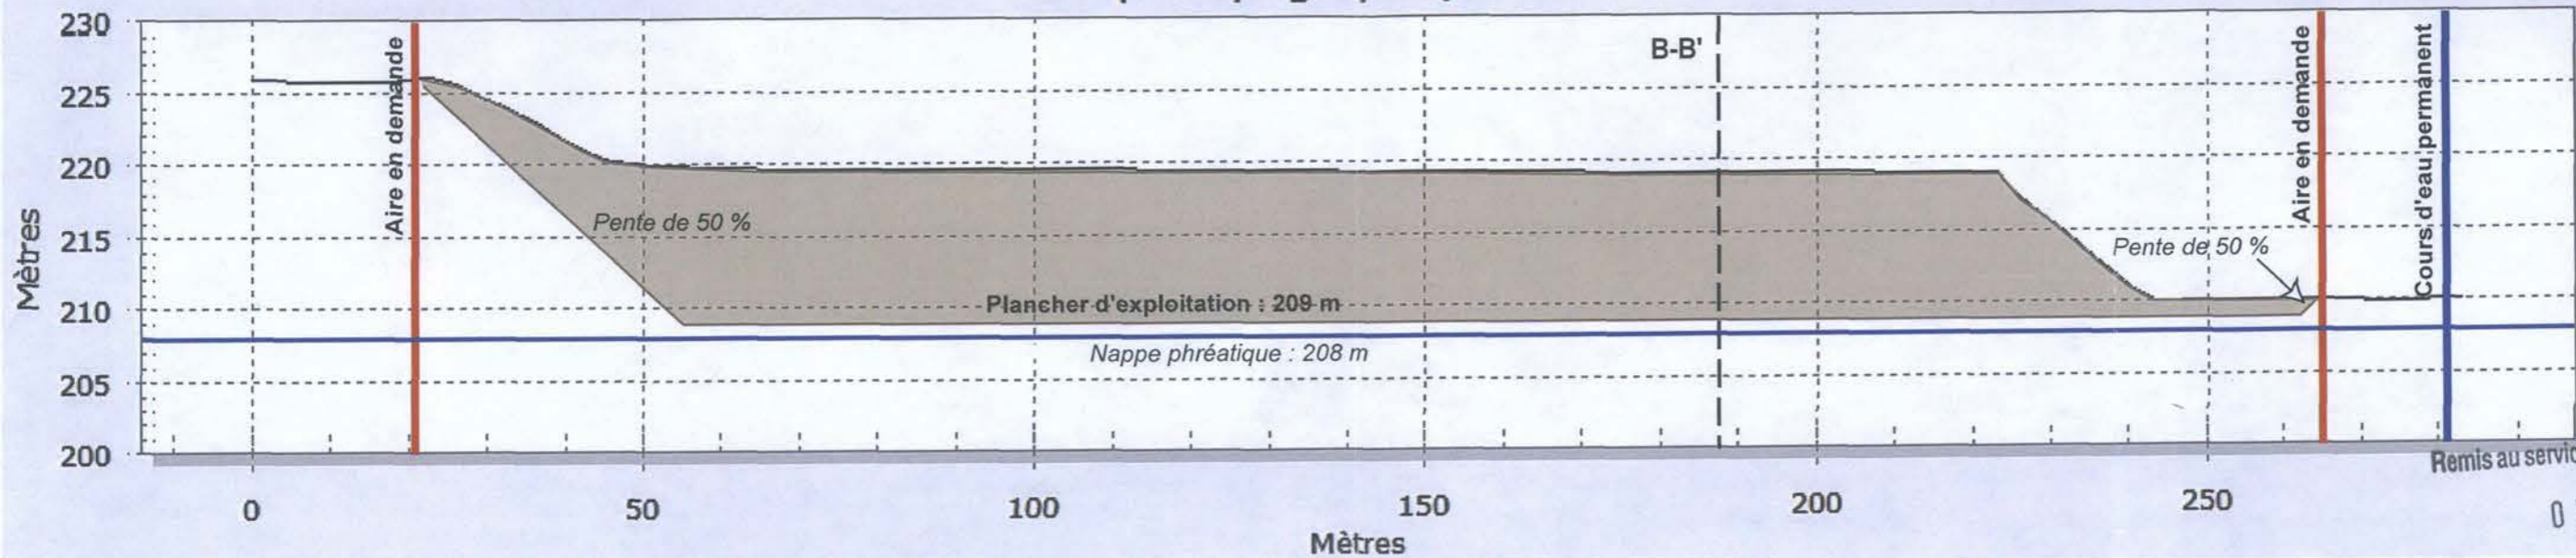 230
225
220
215
210
205
200
Mètres
Aire en demande
Pente de 50 %
B-B'
Plancher d'exploitation : 209 m
Nappe phréatique : 208 m
Pente de 50 %
Aire en demande
Cours d'eau permanent
Remis au servic
0
50
100
150
200
250
Mètres